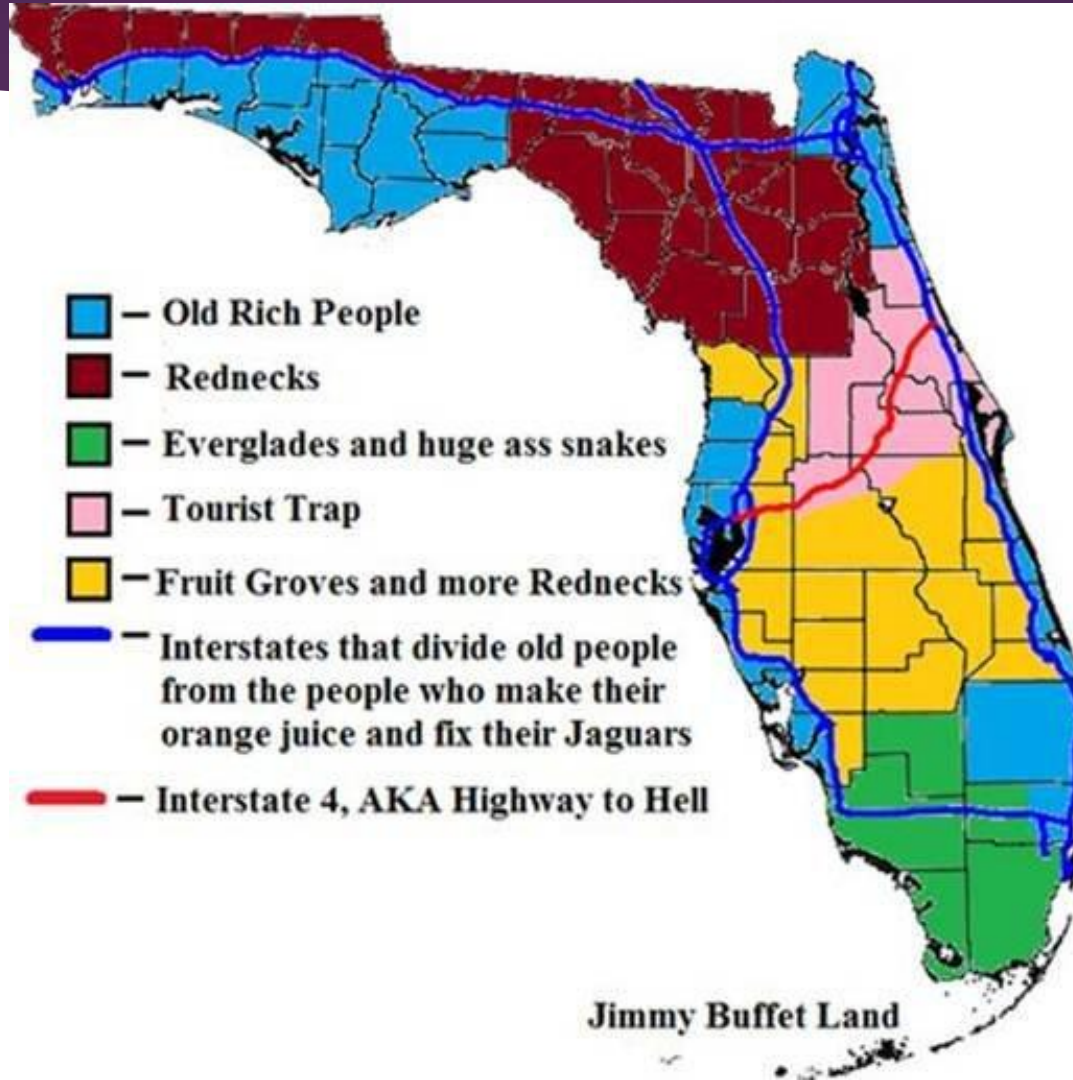 — Old Rich People
— Rednecks
— Everglades and huge ass snakes
— Tourist Trap
— Fruit Groves and more Rednecks
— Interstates that divide old people
from the people who make their
orange juice and fix their Jaguars
— Interstate 4, AKA Highway to Hell
Jimmy Buffet Land